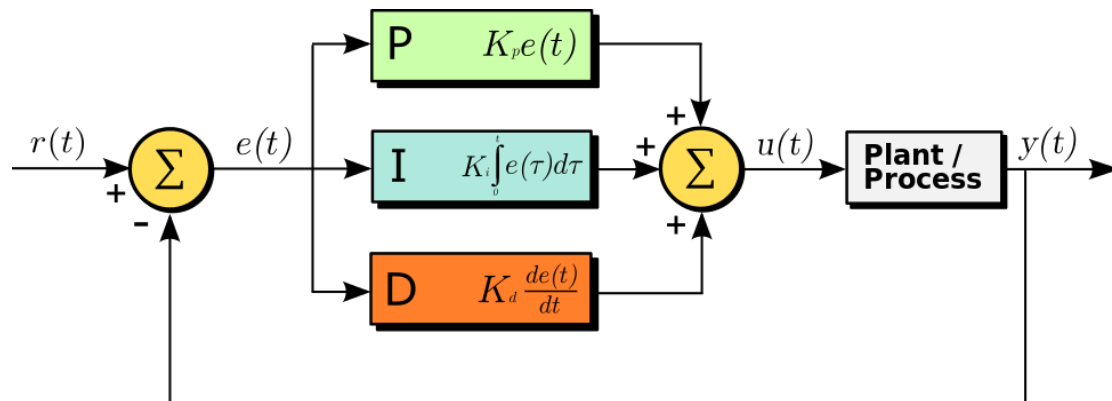 r(t)
+
-
Σ
e(t)
P K_p e(t)
I K_i ∫_0^t e(τ)dτ
D K_d de(t)/dt
+
+
+
Σ
u(t)
Plant /
Process
y(t)